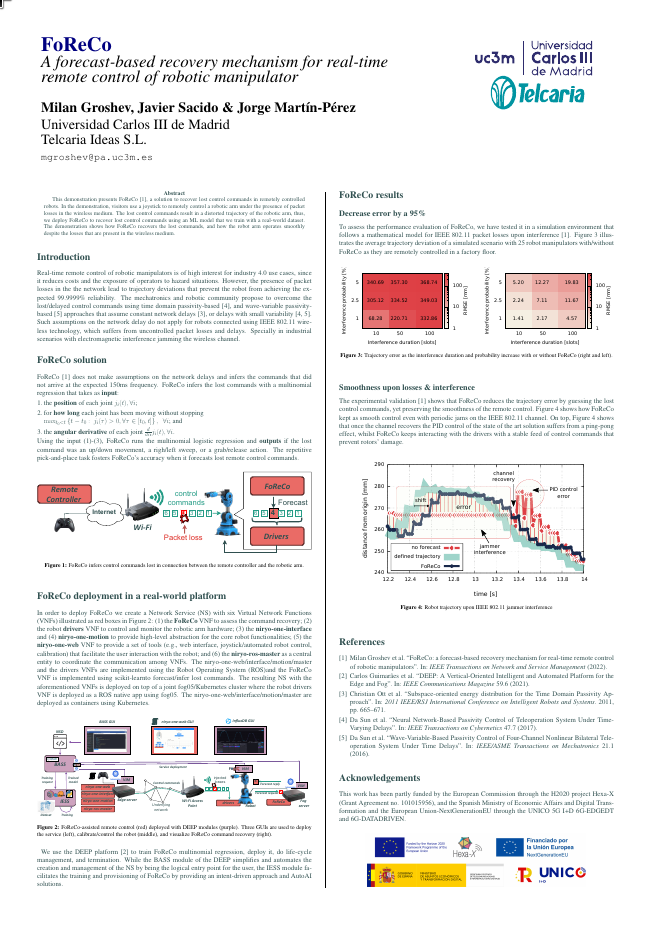 FoReCo
A forecast-based recovery mechanism for real-time
remote control of robotic manipulator
Milan Groshev, Javier Sacido & Jorge Martín-Pérez
Universidad Carlos III de Madrid
Telcaria Ideas S.L.
mgroshev@pa.uc3m.es
uc3m
Universidad
Carlos III
de Madrid
Telcaria
Abstract
This demonstration presents FoReCo [1], a solution to recover lost control commands in remotely controlled
robots. In the demonstration, visitors use a joystick to remotely control a robotic arm under the presence of packet
losses in the wireless medium. The lost control commands result in a distorted trajectory of the robotic arm, thus,
we deploy FoReCo to recover lost control commands using an ML model that we train with a real-world dataset.
The demonstration shows how FoReCo recovers the lost commands, and how the robot arm operates smoothly
despite the losses that are present in the wireless medium.
Introduction
Real-time remote control of robotic manipulators is of high interest for industry 4.0 use cases, since
it reduces costs and the exposure of operators to hazard situations. However, the presence of packet
losses in the the network lead to trajectory deviations that prevent the robot from achieving the ex-
pected 99.9999% reliability. The mechatronics and robotic community propose to overcome the
lost/delayed control commands using time domain passivity-based [4], and wave-variable passivity-
based [5] approaches that assume constant network delays [3], or delays with small variability [4, 5].
Such assumptions on the network delay do not apply for robots connected using IEEE 802.11 wire-
less technology, which suffers from uncontrolled packet losses and delays. Specially in industrial
scenarios with electromagnetic interference jamming the wireless channel.
FoReCo solution
FoReCo [1] does not make assumptions on the network delays and infers the commands that did
not arrive at the expected 150ms frequency. FoReCo infers the lost commands with a multinomial
regression that takes as input:
1. the position of each joint
2. for how long each joint has been moving without stopping
3. the angular derivative of each joint
Using the input (1)-(3), FoReCo runs the multinomial logistic regression and outputs if the lost
command was an up/down movement, a righ/left sweep, or a grab/release action. The repetitive
pick-and-place task fosters FoReCo's accuracy when it forecasts lost remote control commands.
Remote
Controller
Internet
Wi-Fi
control
commands
Packet loss
FoReCo
Forecast
Drivers
Figure 1: FoReCo infers control commands lost in connection between the remote controller and the robotic arm.
FoReCo deployment in a real-world platform
In order to deploy FoReCo we create a Network Service (NS) with six Virtual Network Functions
(VNFs) illustrated as red boxes in Figure 2: (1) the FoReCo VNF to assess the command recovery; (2)
the robot drivers VNF to control and monitor the robotic arm hardware; (3) the niryo-one-interface
and (4) niryo-one-motion to provide high-level abstraction for the core robot functionalities; (5) the
niryo-one-web VNF to provide a set of tools (e.g., web interface, joystick/automated robot control,
calibration) that facilitate the user interaction with the robot; and (6) the niryo-ros-master as a central
entity to coordinate the communication among VNFs. The niryo-one-web/interface/motion/master
and the drivers VNFs are implemented using the Robot Operating System (ROS)and the FoReCo
VNF is implemented using scikit-learnto forecast/infer lost commands. The resulting NS with the
aforementioned VNFs is deployed on top of a joint fog05/Kubernetes cluster where the robot drivers
VNF is deployed as a ROS native app using fog05. The niryo-one-web/interface/motion/master are
deployed as containers using Kubernetes.
BASE GUI
BASE
IESS
Figure 2: FoReCo-assisted remote control (red) deployed with DEEP modules (purple). Three GUIs are used to deploy
the service (left), calibrate/control the robot (middle), and visualize FoReCo command recovery (right).
We use the DEEP platform [2] to train FoReCo multinomial regression, deploy it, do life-cycle
management, and termination. While the BASS module of the DEEP simplifies and automates the
creation and management of the NS by being the logical entry point for the user, the IESS module fa-
cilitates the training and provisioning of FoReCo by providing an intent-driven approach and AutoAI
solutions.
FoReCo results
Decrease error by a 95%
To assess the performance evaluation of FoReCo, we have tested it in a simulation environment that
follows a mathematical model for IEEE 802.11 packet losses upon interference [1]. Figure 3 illus-
trates the average trajectory deviation of a simulated scenario with 25 robot manipulators with/without
FoReCo as they are remotely controlled in a factory floor.
Interference probability [%]
5 2.5 1
340.69 357.30 368.74
305.12 334.52 349.03
68.28 220.71 332.86
10 50 100
Interference duration [slots]
100 10 1
RMSE [mm]
Interference probability [%]
5 2.5 1
5.20 12.27 19.83
2.24 7.11 11.67
1.41 2.17 4.57
10 50 100
Interference duration [slots]
100 10 1
RMSE [mm]
Figure 3: Trajectory error as the interference duration and probability increase with or without FoReCo (right and left).
Smoothness upon losses & interference
The experimental validation [1] shows that FoReCo reduces the trajectory error by guessing the lost
control commands, yet preserving the smoothness of the remote control. Figure 4 shows how FoReCo
kept as smooth control even with periodic jams on the IEEE 802.11 channel. On top, Figure 4 shows
that once the channel recovers the PID control of the state of the art solution suffers from a ping-pong
effect, whilst FoReCo keeps interacting with the drivers with a stable feed of control commands that
prevent rotors' damage.
distance from origin [mm]
290
280
270
260
250
240
channel
recovery
PID control
error
shift
error
jammer
interference
no forecast
defined trajectory
FoReCo
12.2 12.4 12.6 12.8 13 13.2 13.4 13.6 13.8 14
time [s]
Figure 4: Robot trajectory upon IEEE 802.11 jammer interference
References
[1] Milan Groshev et al. "FoReCo: a forecast-based recovery mechanism for real-time remote control
of robotic manipulators". In: IEEE Transactions on Network and Service Management (2022).
[2] Carlos Guimarães et al. "DEEP: A Vertical-Oriented Intelligent and Automated Platform for the
Edge and Fog". In: IEEE Communications Magazine 59.6 (2021).
[3] Christian Ott et al. "Subspace-oriented energy distribution for the Time Domain Passivity Ap-
proach". In: 2011 IEEE/RSJ International Conference on Intelligent Robots and Systems. 2011,
pp. 665–671.
[4] Da Sun et al. "Neural Network-Based Passivity Control of Teleoperation System Under Time-
Varying Delays". In: IEEE Transactions on Cybernetics 47.7 (2017).
[5] Da Sun et al. "Wave-Variable-Based Passivity Control of Four-Channel Nonlinear Bilateral Tele-
operation System Under Time Delays". In: IEEE/ASME Transactions on Mechatronics 21.1
(2016).
Acknowledgements
This work has been partly funded by the European Commission through the H2020 project Hexa-X
(Grant Agreement no. 101015956), and the Spanish Ministry of Economic Affairs and Digital Trans-
formation and the European Union-NextGenerationEU through the UNICO 5G I+D 6G-EDGEDT
and 6G-DATADRIVEN.
Hexa-X
Financiado por
la Unión Europea
NextGenerationEU
UNICO
I+D